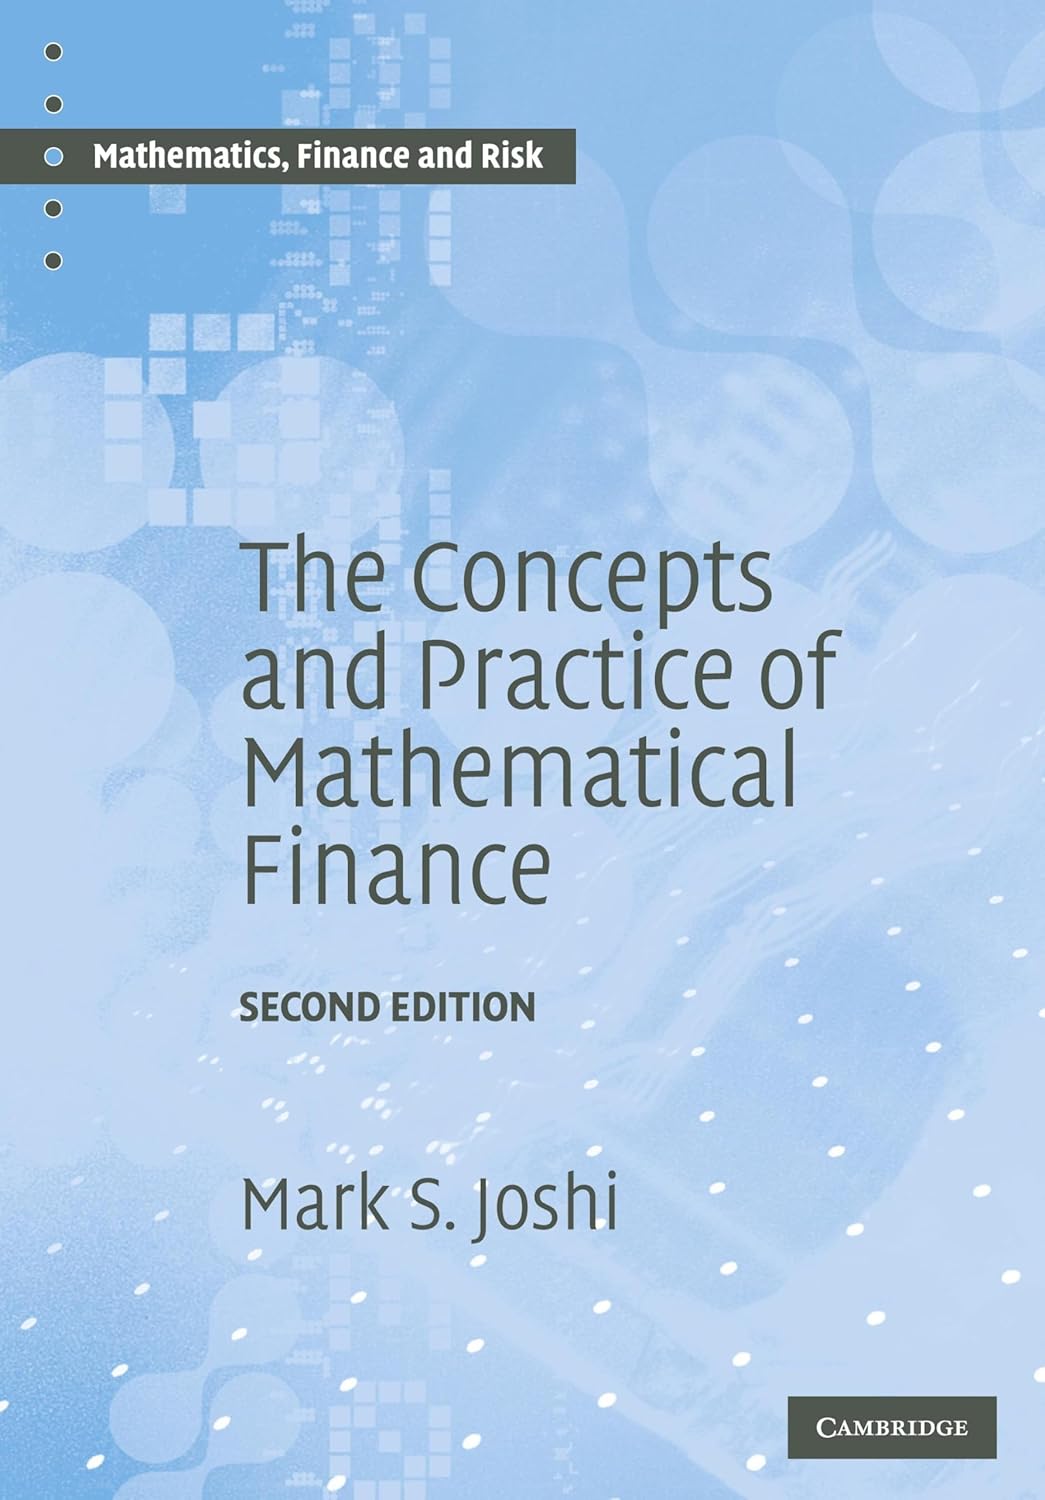 Mathematics, Finance and Risk
The Concepts
and Practice of
Mathematical
Finance
SECOND EDITION
Mark S. Joshi
CAMBRIDGE